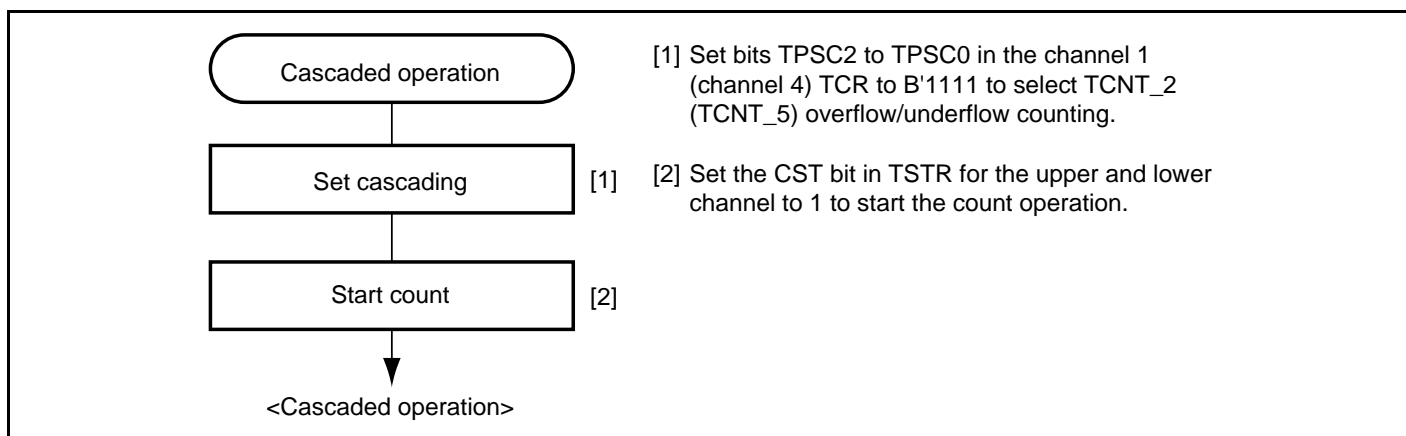 Cascaded operation
Set cascading
[1]
Start count
[2]
<Cascaded operation>
[1] Set bits TPSC2 to TPSC0 in the channel 1
(channel 4) TCR to B'1111 to select TCNT_2
(TCNT_5) overflow/underflow counting.
[2] Set the CST bit in TSTR for the upper and lower
channel to 1 to start the count operation.